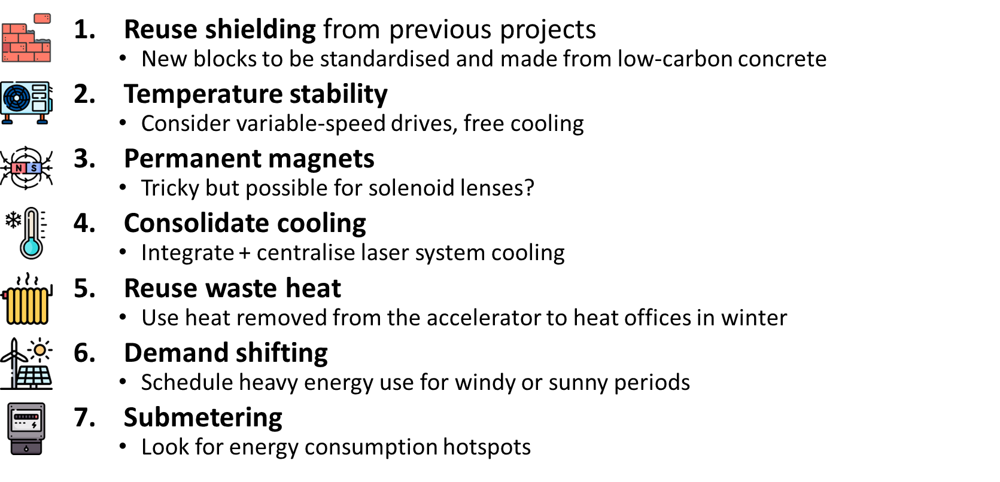 1. Reuse shielding from previous projects
• New blocks to be standardised and made from low-carbon concrete
2. Temperature stability
• Consider variable-speed drives, free cooling
N S
3. Permanent magnets
• Tricky but possible for solenoid lenses?
4. Consolidate cooling
• Integrate + centralise laser system cooling
5. Reuse waste heat
• Use heat removed from the accelerator to heat offices in winter
6. Demand shifting
• Schedule heavy energy use for windy or sunny periods
7. Submetering
• Look for energy consumption hotspots